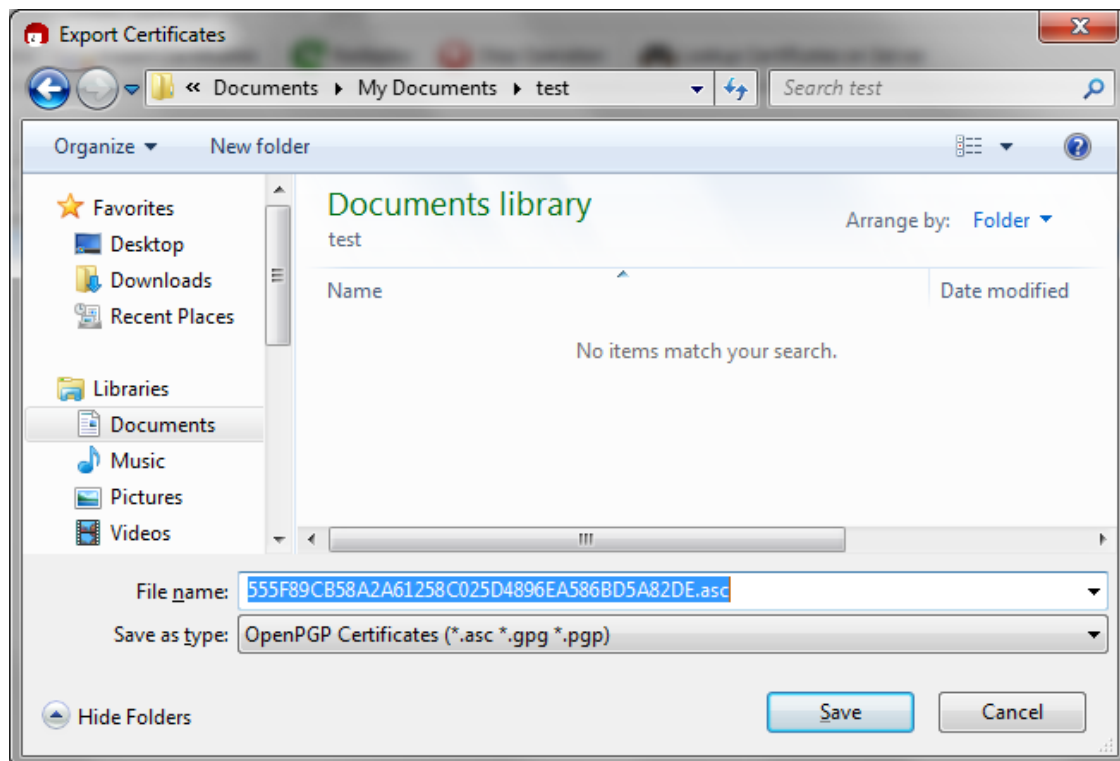 Export Certificates
« Documents ▸ My Documents ▸ test
Search test
Organize
New folder
Favorites
Desktop
Downloads
Recent Places
Libraries
Documents
Music
Pictures
Videos
Documents library
test
Arrange by: Folder
Name
Date modified
No items match your search.
File name: 555F89CB58A2A61258C025D4896EA586BD5A82DE.asc
Save as type: OpenPGP Certificates (*.asc *.gpg *.pgp)
Hide Folders
Save
Cancel